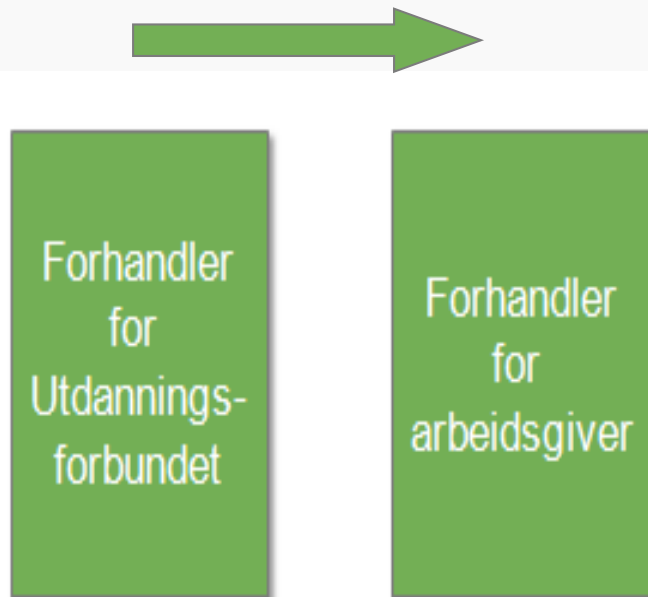 Forhandler
for
Utdannings-
forbundet
Forhandler
for
arbeidsgiver